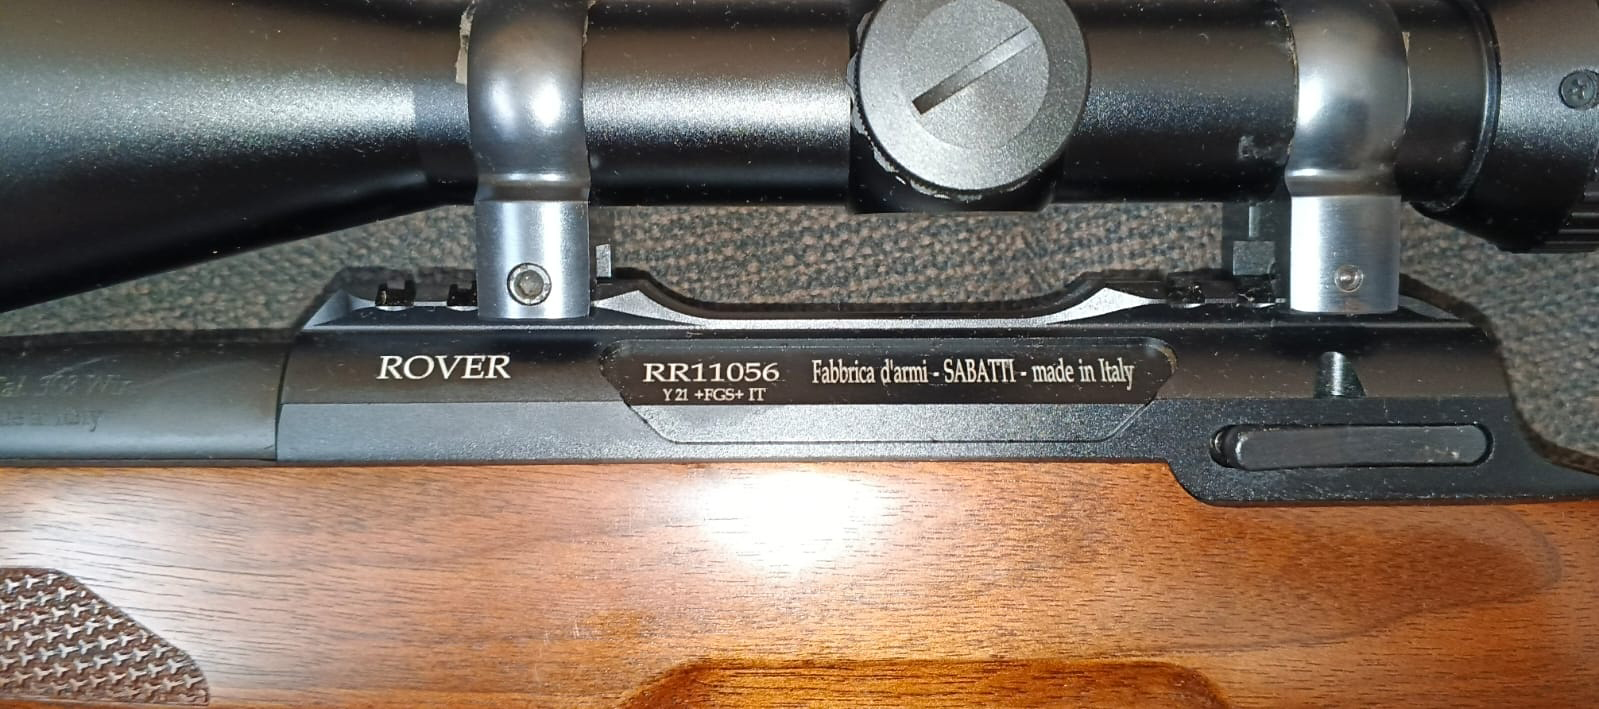 ROVER
RR11056
Y 21 +FGS+ IT
Fabbrica d'armi - SABATTI - made in Italy